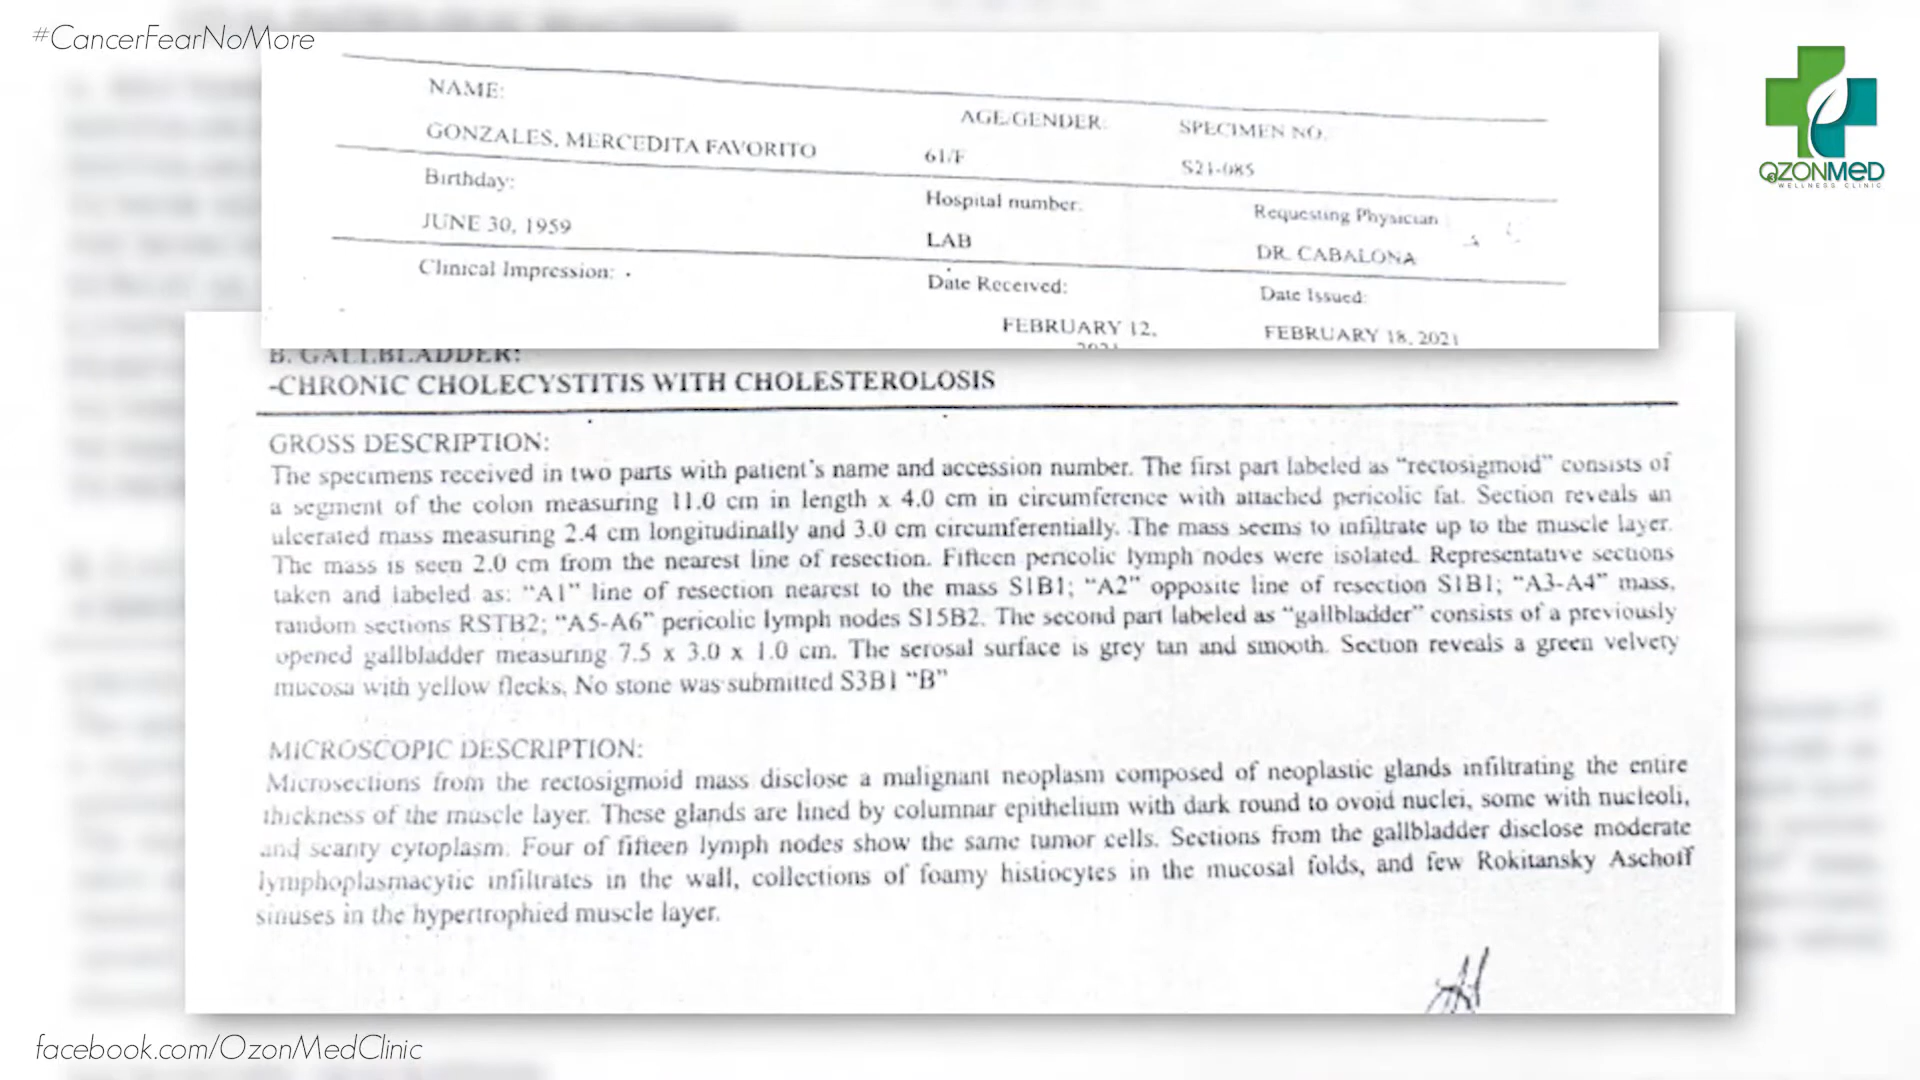 #CancerFearNoMore
OZONMED
WELLNESS CLINIC
NAME:
AGE/GENDER:
SPECIMEN NO.
GONZALES, MERCEDITA FAVORITO
61/F
S21-085
Birthday:
Hospital number:
Requesting Physician
JUNE 30, 1959
LAB
DR. CABALONA
Clinical Impression:
Date Received:
Date Issued:
FEBRUARY 12,
FEBRUARY 18, 2021
B. GALLBLADDER:
-CHRONIC CHOLECYSTITIS WITH CHOLESTEROLOSIS
GROSS DESCRIPTION:
The specimens received in two parts with patient's name and accession number. The first part labeled as "rectosigmoid" consists of
a segment of the colon measuring 11.0 cm in length x 4.0 cm in circumference with attached pericolic fat. Section reveals an
ulcerated mass measuring 2.4 cm longitudinally and 3.0 cm circumferentially. The mass seems to infiltrate up to the muscle layer.
The mass is seen 2.0 cm from the nearest line of resection. Fifteen pericolic lymph nodes were isolated. Representative sections
taken and labeled as: "A1" line of resection nearest to the mass S1B1; "A2" opposite line of resection S1B1; "A3-A4" mass,
random sections RSTB2; "A5-A6" pericolic lymph nodes S15B2. The second part labeled as "gallbladder" consists of a previously
opened gallbladder measuring 7.5 x 3.0 x 1.0 cm. The serosal surface is grey tan and smooth. Section reveals a green velvety
mucosa with yellow flecks. No stone was submitted S3B1 "B"
MICROSCOPIC DESCRIPTION:
Microsections from the rectosigmoid mass disclose a malignant neoplasm composed of neoplastic glands infiltrating the entire
thickness of the muscle layer. These glands are lined by columnar epithelium with dark round to ovoid nuclei, some with nucleoli,
and scanty cytoplasm. Four of fifteen lymph nodes show the same tumor cells. Sections from the gallbladder disclose moderate
lymphoplasmacytic infiltrates in the wall, collections of foamy histiocytes in the mucosal folds, and few Rokitansky Aschoff
sinuses in the hypertrophied muscle layer.
facebook.com/OzonMedClinic